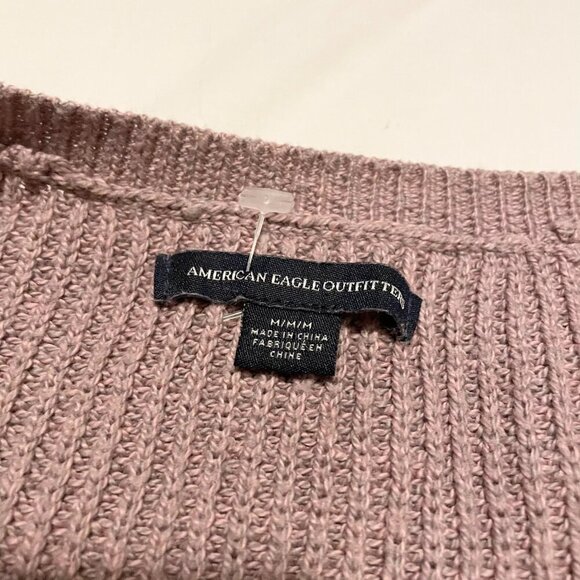 AMERICAN EAGLE OUTFITTERS
M/M/M
MADE IN CHINA
FABRIQUÉ EN
CHINE